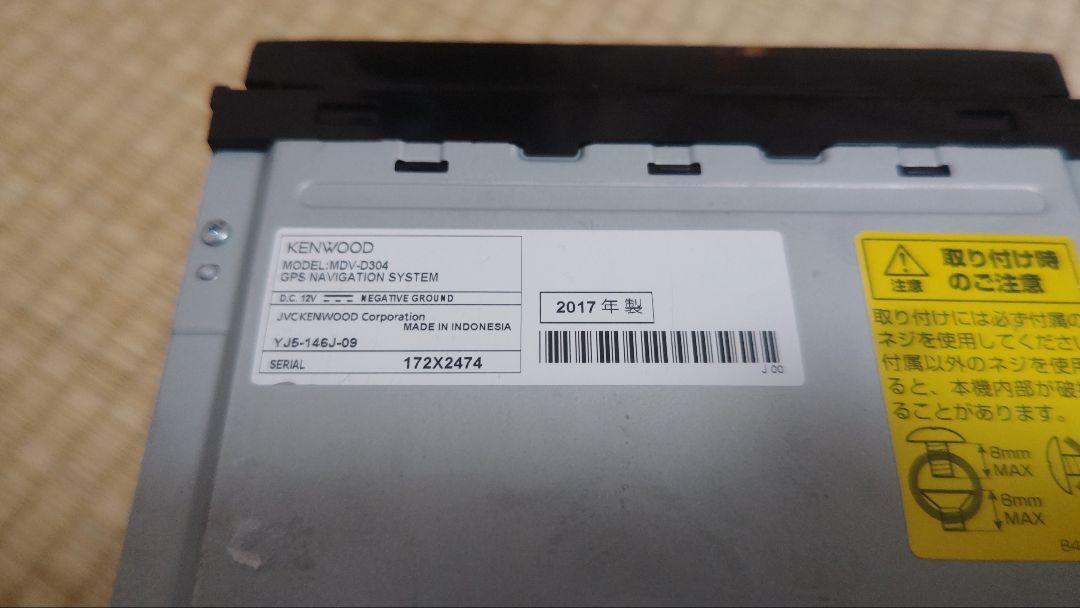 KENWOOD
MODEL:MDV-D304
GPS NAVIGATION SYSTEM
D.C. 12V NEGATIVE GROUND
JVCKENWOOD Corporation
MADE IN INDONESIA
YJ5-146J-09
SERIAL 172X2474
2017 年 製
J 00
注意
取り付け時
のご注意
取り付けには必ず付属の
ネジを使用してください
付属以外のネジを使用
ると、本機内部が破
ることがあります。
8mm
MAX
8mm
MAX
B4